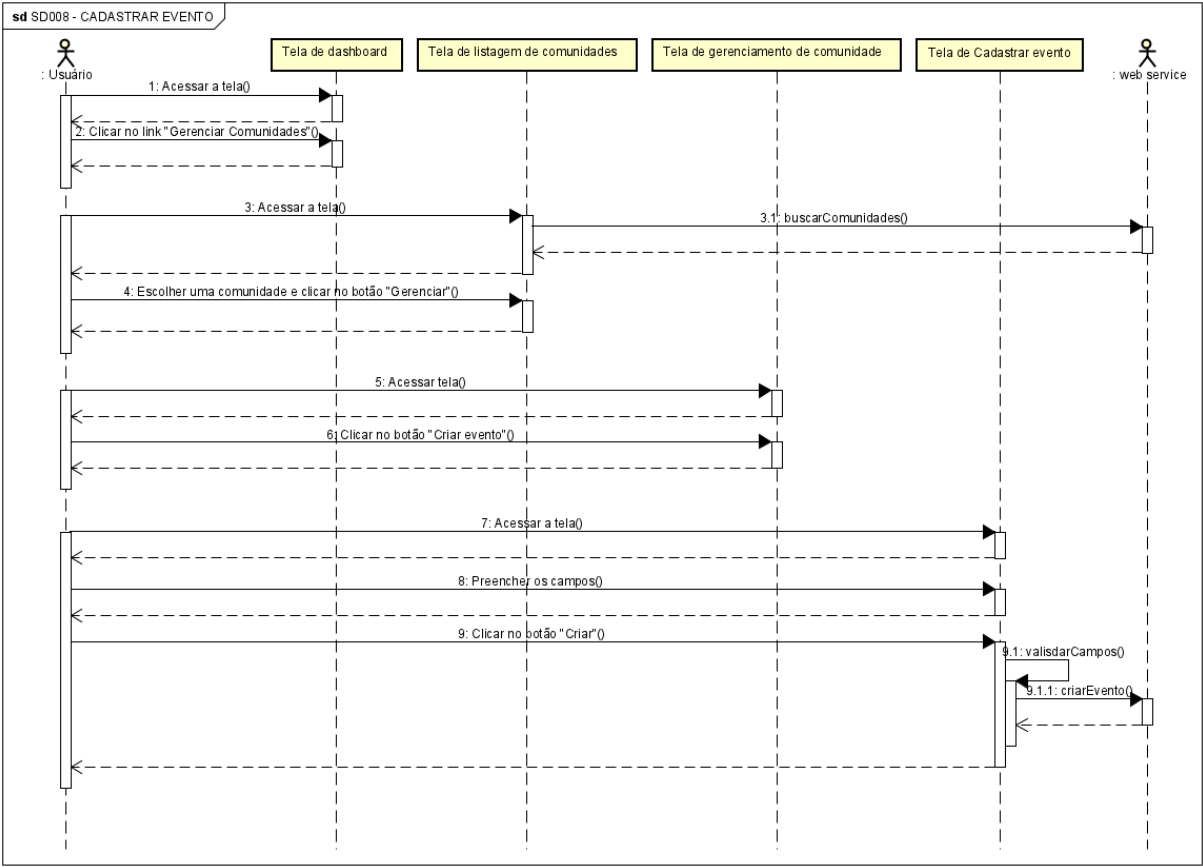 sd SD008 - CADASTRAR EVENTO
: Usuário
Tela de dashboard
Tela de listagem de comunidades
Tela de gerenciamento de comunidade
Tela de Cadastrar evento
: web service
1: Acessar a tela()
2: Clicar no link "Gerenciar Comunidades"()
3: Acessar a tela()
3.1: buscarComunidades()
4: Escolher uma comunidade e clicar no botão "Gerenciar"()
5: Acessar tela()
6: Clicar no botão "Criar evento"()
7: Acessar a tela()
8: Preencher os campos()
9: Clicar no botão "Criar"()
9.1: valisdarCampos()
9.1.1: criarEvento()